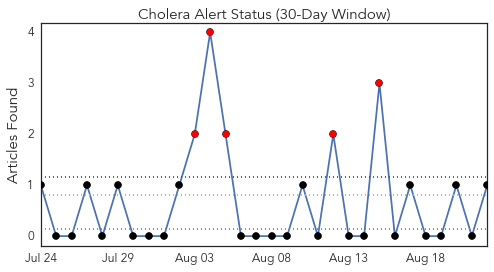 Cholera Alert Status (30-Day Window)
Articles Found
4
3
2
1
0
Jul 24
Jul 29
Aug 03
Aug 08
Aug 13
Aug 18